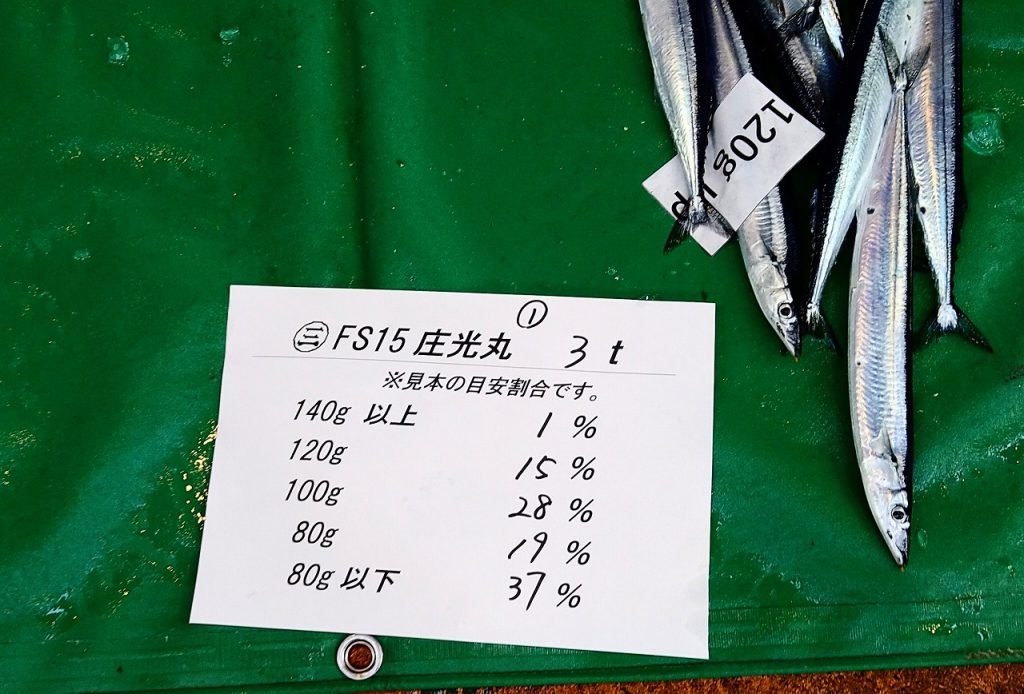 120g
①
㊂ FS15 庄光丸 3 t
※見本の目安割合です。
140g 以上 1 %
120g 15 %
100g 28 %
80g 19 %
80g 以下 37 %